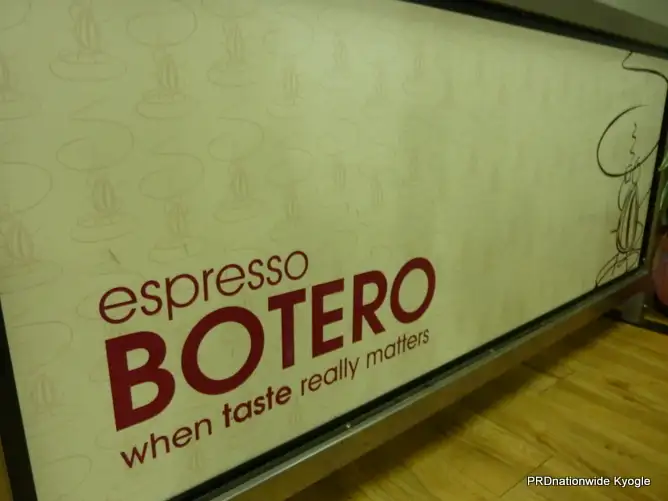 espresso
BOTERO
when taste really matters
PRDnationwide Kyogle